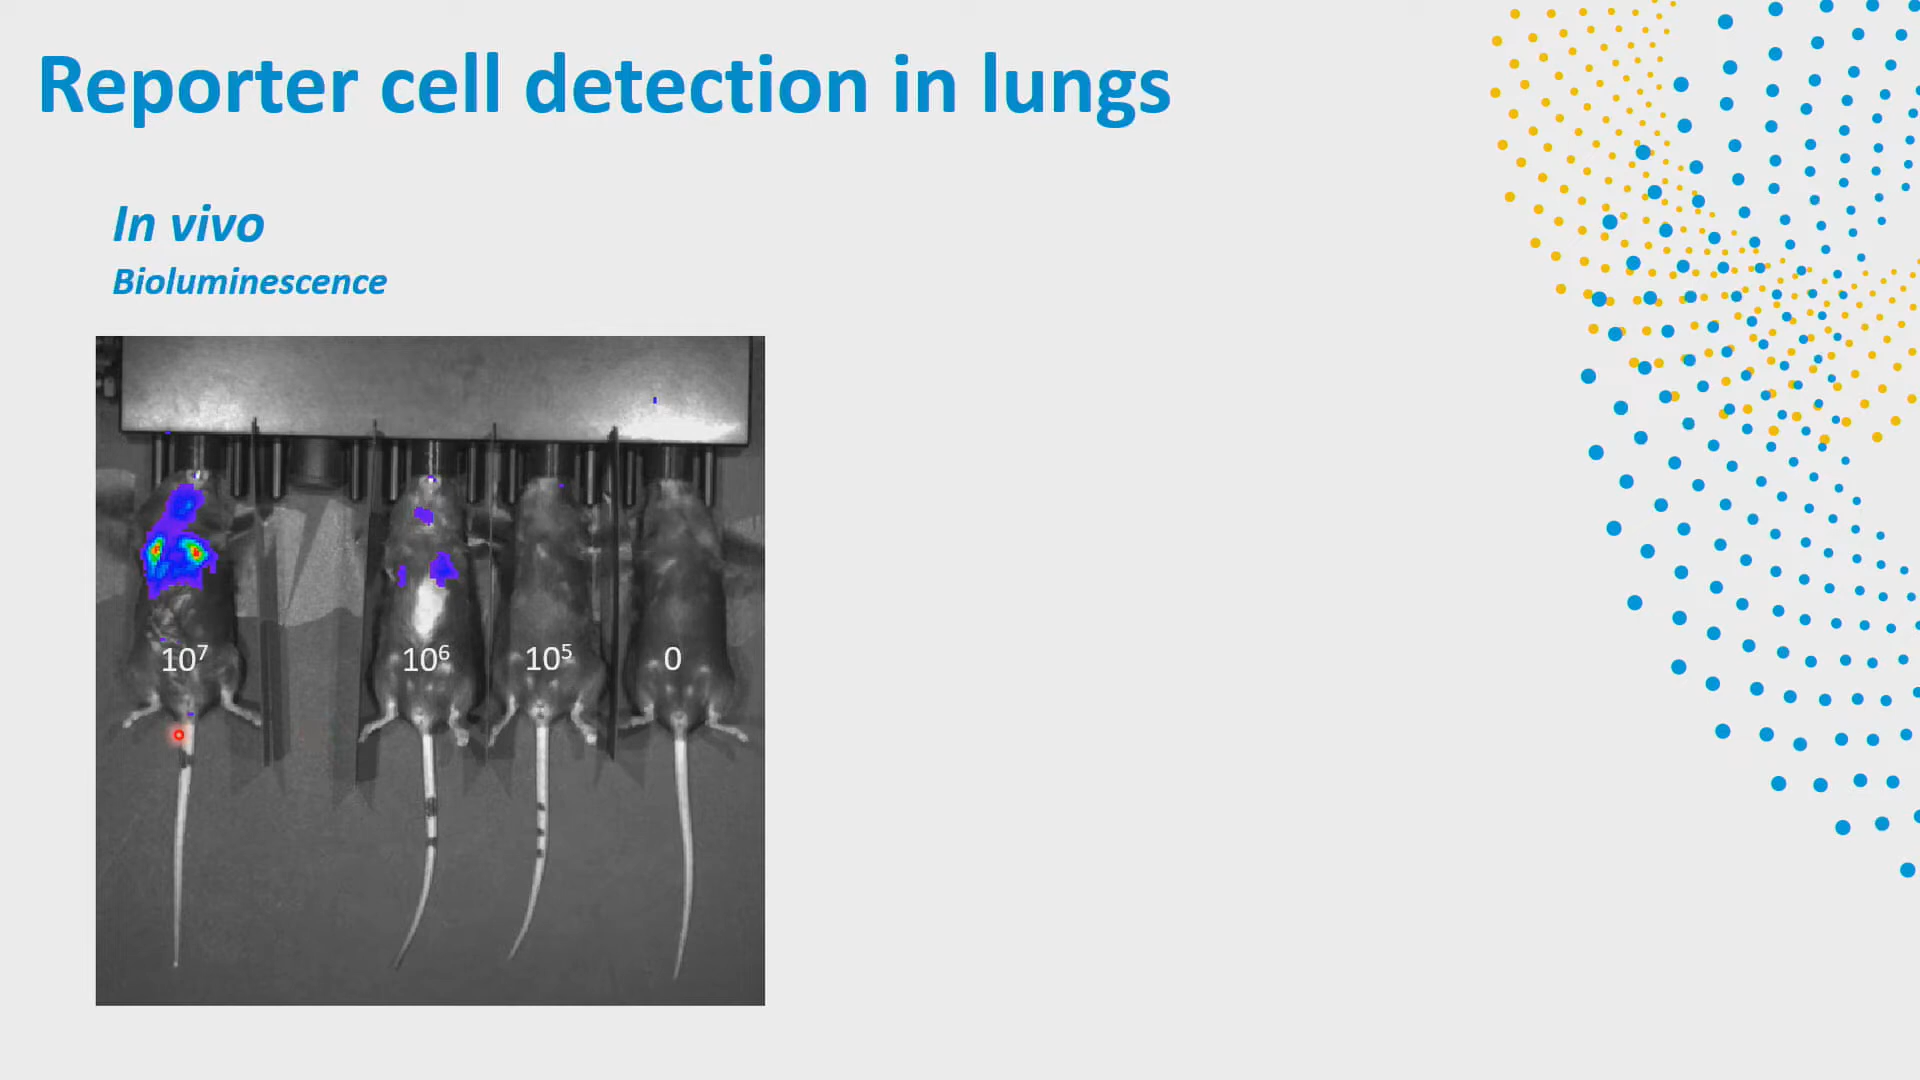 Reporter cell detection in lungs
In vivo
Bioluminescence
10⁷ 10⁶ 10⁵ 0